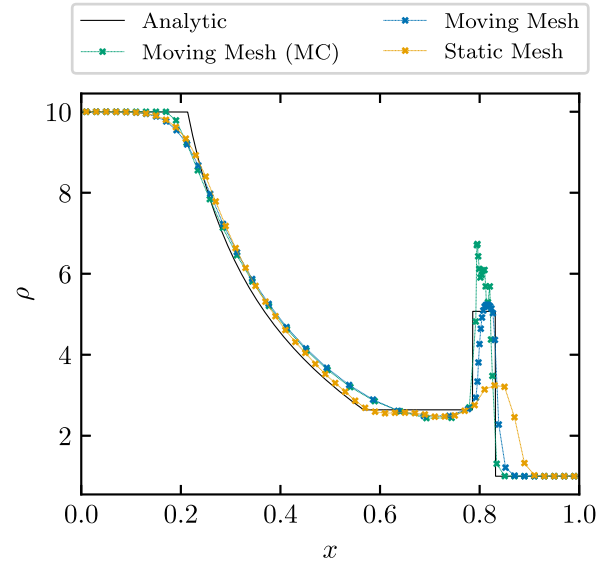 Analytic
Moving Mesh (MC)
Moving Mesh
Static Mesh
10
8
6
4
2
ρ
0.0 0.2 0.4 0.6 0.8 1.0
x